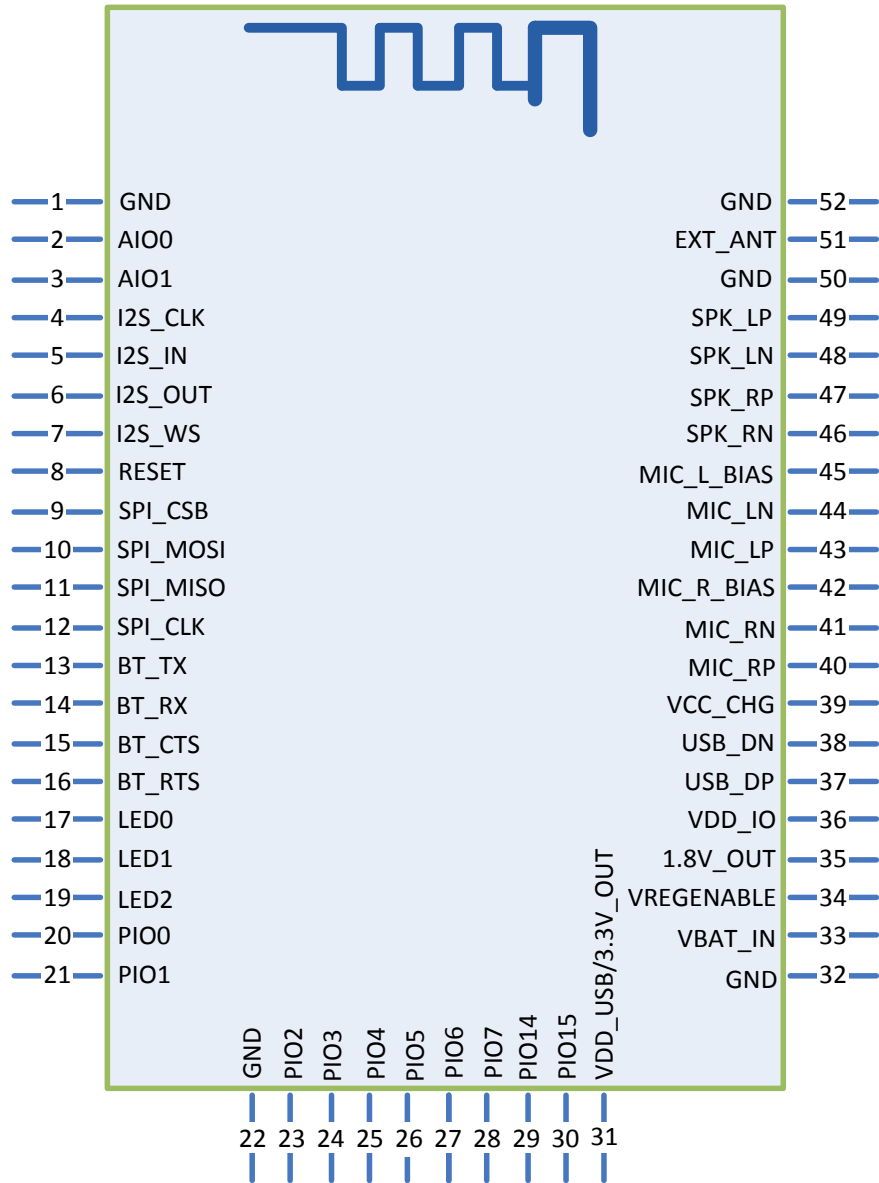 1 GND
2 AIO0
3 AIO1
4 I2S_CLK
5 I2S_IN
6 I2S_OUT
7 I2S_WS
8 RESET
9 SPI_CSB
10 SPI_MOSI
11 SPI_MISO
12 SPI_CLK
13 BT_TX
14 BT_RX
15 BT_CTS
16 BT_RTS
17 LED0
18 LED1
19 LED2
20 PIO0
21 PIO1
GND 52
EXT_ANT 51
GND 50
SPK_LP 49
SPK_LN 48
SPK_RP 47
SPK_RN 46
MIC_L_BIAS 45
MIC_LN 44
MIC_LP 43
MIC_R_BIAS 42
MIC_RN 41
MIC_RP 40
VCC_CHG 39
USB_DN 38
USB_DP 37
VDD_IO 36
1.8V_OUT 35
VREGENABLE 34
VBAT_IN 33
GND 32
GND 22
PIO2 23
PIO3 24
PIO4 25
PIO5 26
PIO6 27
PIO7 28
PIO14 29
PIO15 30
VDD_USB/3.3V_OUT 31